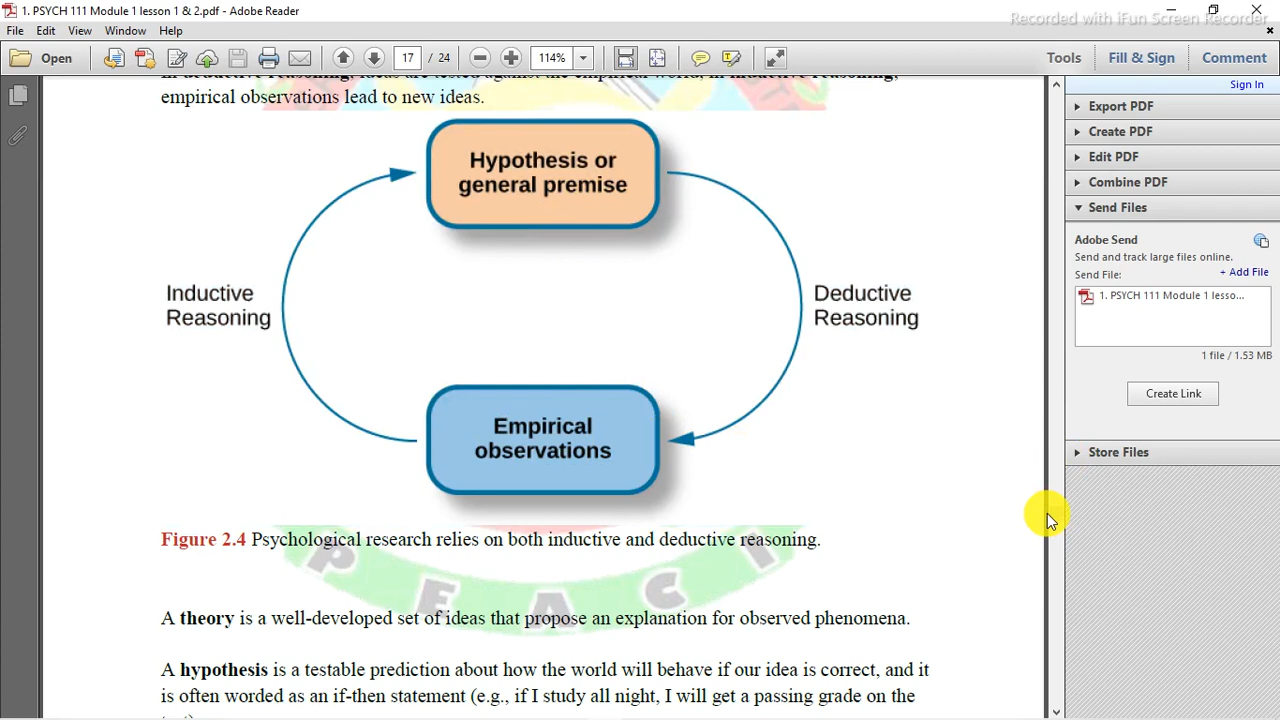 1. PSYCH 111 Module 1 lesson 1 & 2.pdf - Adobe Reader
Recorded with iFun Screen Recorder
File Edit View Window Help
Open 17 / 24 114% Tools Fill & Sign Comment
Sign In
empirical observations lead to new ideas.
Hypothesis or
general premise
Inductive
Reasoning
Deductive
Reasoning
Empirical
observations
Figure 2.4 Psychological research relies on both inductive and deductive reasoning.
P E A C I
A theory is a well-developed set of ideas that propose an explanation for observed phenomena.
A hypothesis is a testable prediction about how the world will behave if our idea is correct, and it
is often worded as an if-then statement (e.g., if I study all night, I will get a passing grade on the
Export PDF
Create PDF
Edit PDF
Combine PDF
Send Files
Adobe Send
Send and track large files online.
Send File:
+ Add File
1. PSYCH 111 Module 1 lesso...
1 file / 1.53 MB
Create Link
Store Files